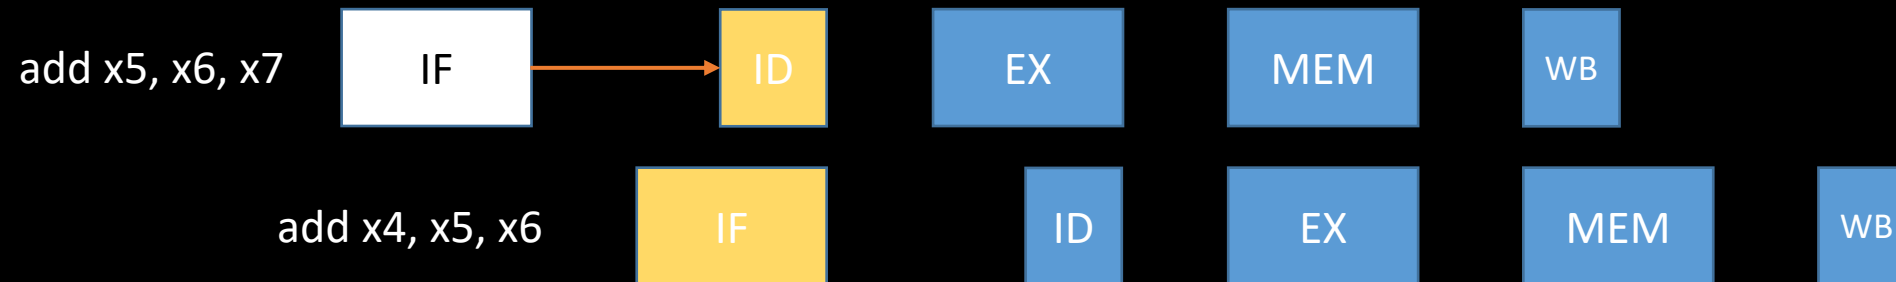 add x5, x6, x7 IF ID EX MEM WB
add x4, x5, x6 IF ID EX MEM WB